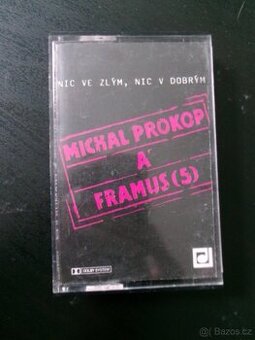 NIC VE ZLÝM, NIC V DOBRÝM
MICHAL PROKOP
A
FRAMUS (5)
DOLBY SYSTEM
Bazos.cz